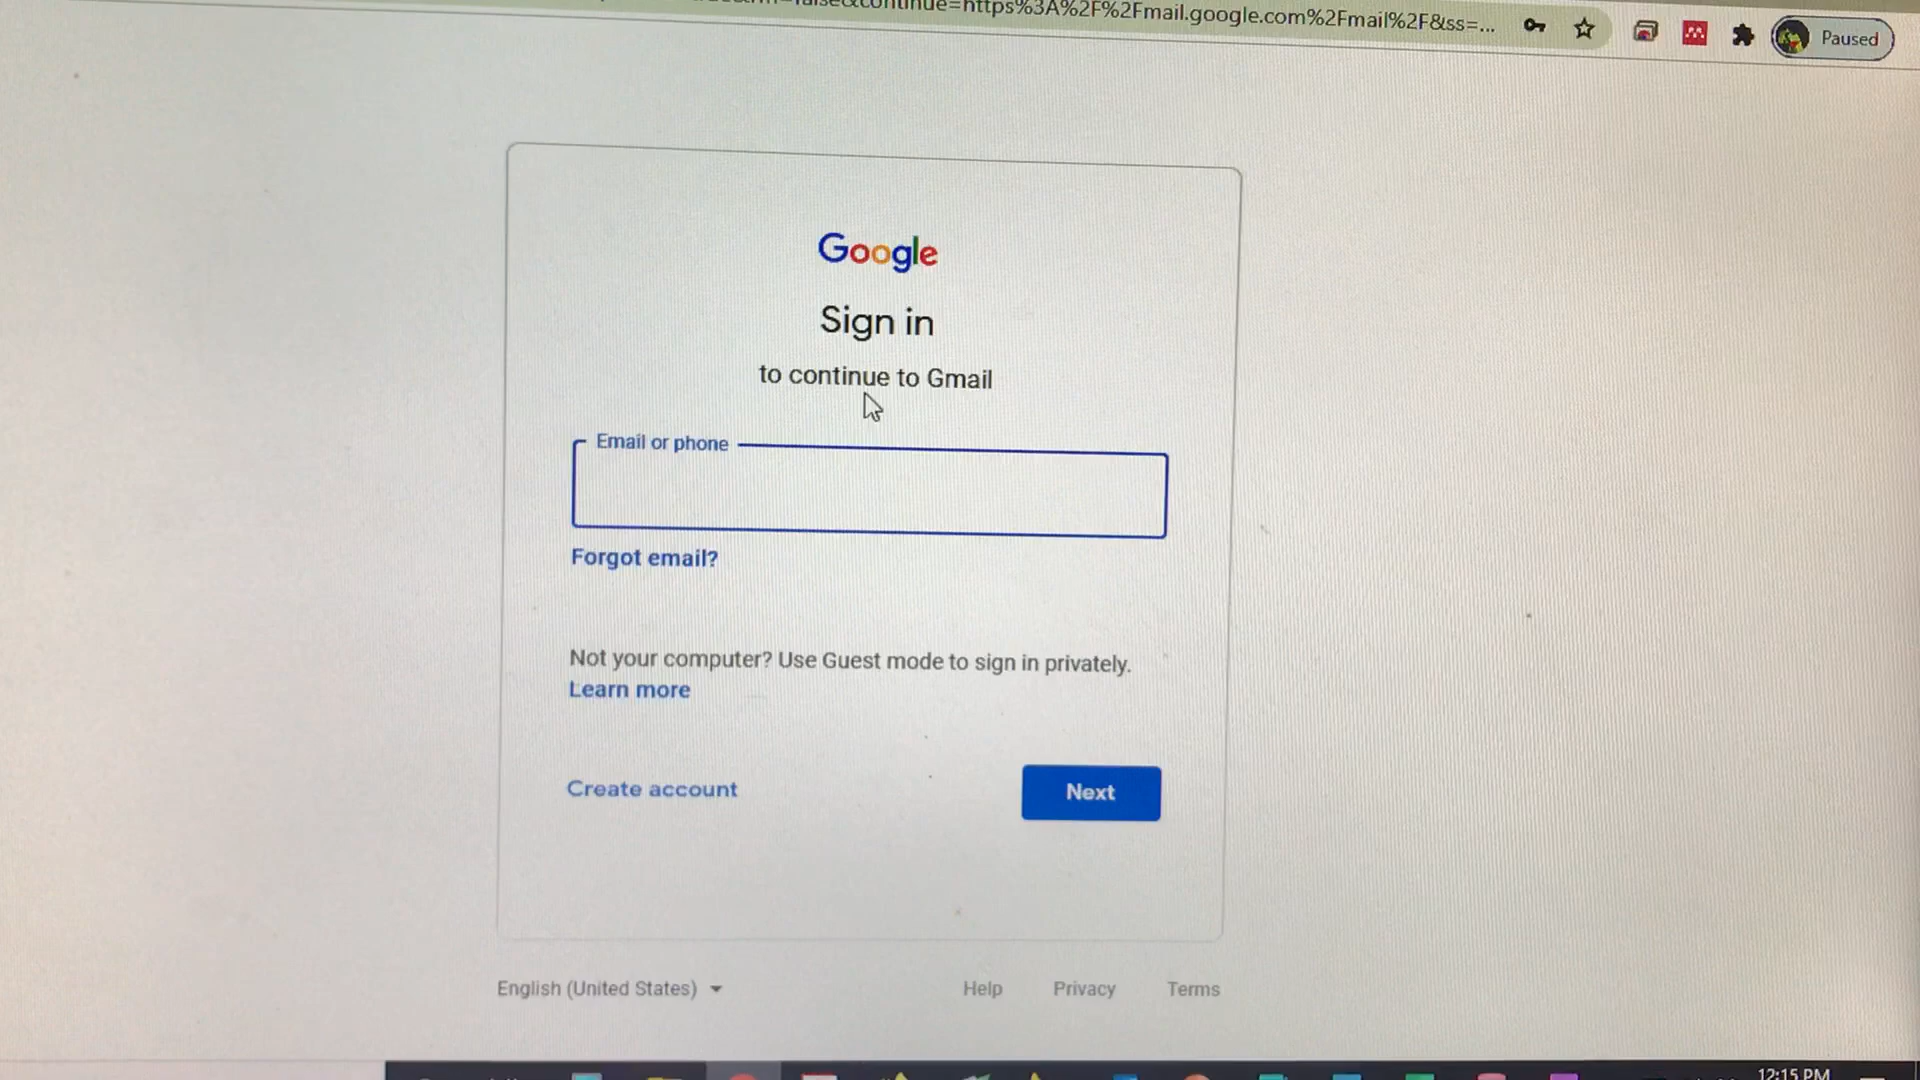 continue=https%3A%2F%2Fmail.google.com%2Fmail%2F&ss=...
Paused
Google
Sign in
to continue to Gmail
Email or phone
Forgot email?
Not your computer? Use Guest mode to sign in privately.
Learn more
Create account
Next
English (United States)
Help
Privacy
Terms
12:15 PM